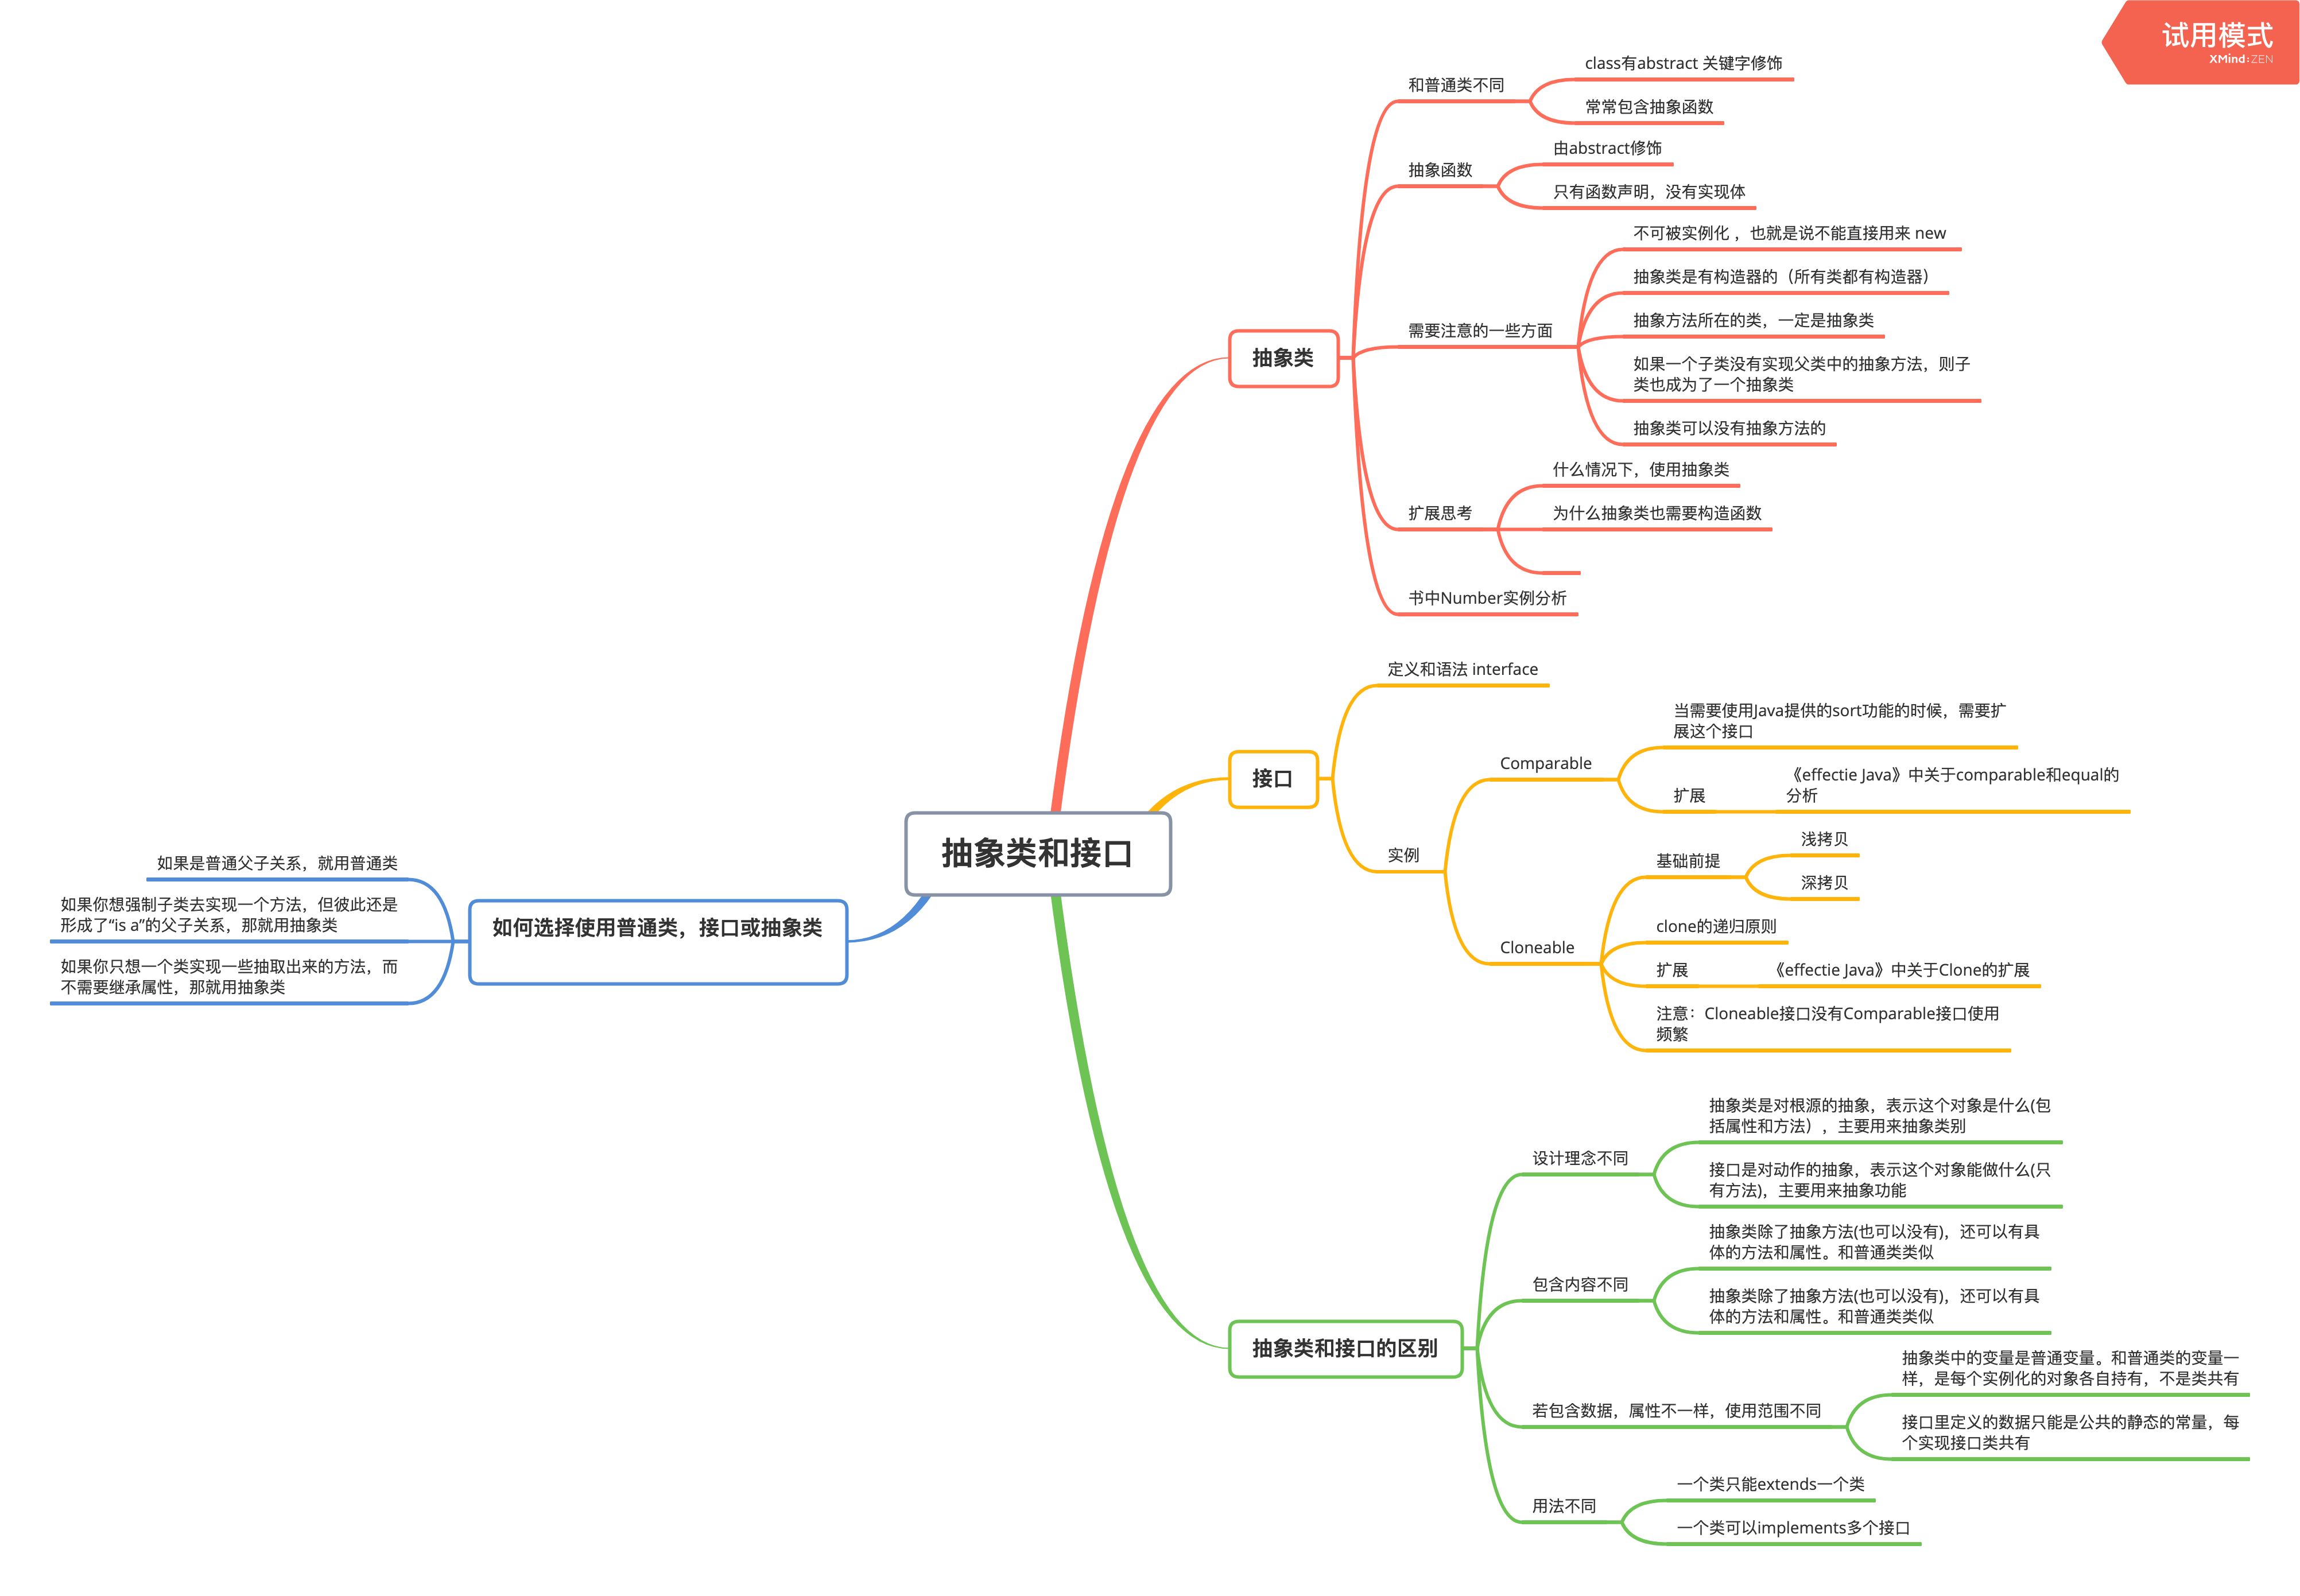 试用模式
XMind:ZEN
抽象类和接口
抽象类
和普通类不同
class有abstract 关键字修饰
常常包含抽象函数
抽象函数
由abstract修饰
只有函数声明，没有实现体
需要注意的一些方面
不可被实例化 ，也就是说不能直接用来 new
抽象类是有构造器的（所有类都有构造器）
抽象方法所在的类，一定是抽象类
如果一个子类没有实现父类中的抽象方法，则子
类也成为了一个抽象类
抽象类可以没有抽象方法的
扩展思考
什么情况下，使用抽象类
为什么抽象类也需要构造函数
书中Number实例分析
接口
定义和语法 interface
实例
Comparable
当需要使用Java提供的sort功能的时候，需要扩
展这个接口
扩展
《effectie Java》中关于comparable和equal的
分析
Cloneable
基础前提
浅拷贝
深拷贝
clone的递归原则
扩展
《effectie Java》中关于Clone的扩展
注意：Cloneable接口没有Comparable接口使用
频繁
抽象类和接口的区别
设计理念不同
抽象类是对根源的抽象，表示这个对象是什么(包
括属性和方法），主要用来抽象类别
接口是对动作的抽象，表示这个对象能做什么(只
有方法)，主要用来抽象功能
包含内容不同
抽象类除了抽象方法(也可以没有)，还可以有具
体的方法和属性。和普通类类似
抽象类除了抽象方法(也可以没有)，还可以有具
体的方法和属性。和普通类类似
若包含数据，属性不一样，使用范围不同
抽象类中的变量是普通变量。和普通类的变量一
样，是每个实例化的对象各自持有，不是类共有
接口里定义的数据只能是公共的静态的常量，每
个实现接口类共有
用法不同
一个类只能extends一个类
一个类可以implements多个接口
如何选择使用普通类，接口或抽象类
如果是普通父子关系，就用普通类
如果你想强制子类去实现一个方法，但彼此还是
形成了“is a”的父子关系，那就用抽象类
如果你只想一个类实现一些抽取出来的方法，而
不需要继承属性，那就用抽象类